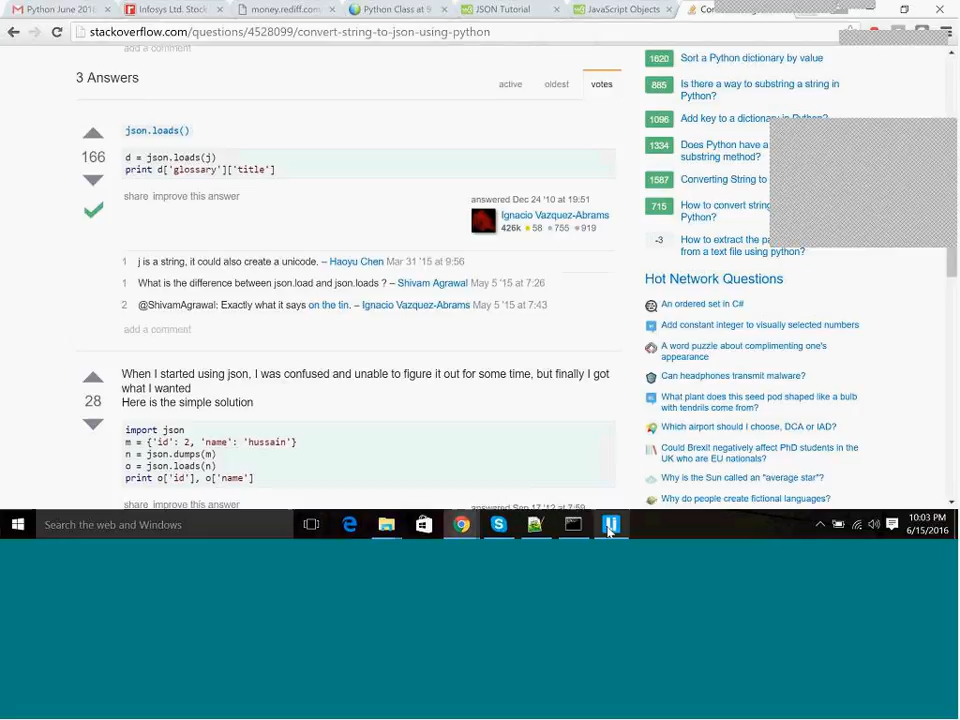 Python June 201
Infosys Ltd. Stock
money.rediff.com
Python Class at 9
JSON Tutorial
JavaScript Objects
stackoverflow.com/questions/4528099/convert-string-to-json-using-python
add a comment
3 Answers
active oldest votes
166
json.loads()
d = json.loads(j)
print d['glossary']['title']
share improve this answer
answered Dec 24 '10 at 19:51
Ignacio Vazquez-Abrams
426k 58 755 919
1 j is a string, it could also create a unicode. – Haoyu Chen Mar 31 '15 at 9:56
1 What is the difference between json.load and json.loads ? – Shivam Agrawal May 5 '15 at 7:26
2 @ShivamAgrawal: Exactly what it says on the tin. – Ignacio Vazquez-Abrams May 5 '15 at 7:43
add a comment
28
When I started using json, I was confused and unable to figure it out for some time, but finally I got
what I wanted
Here is the simple solution
import json
m = {'id': 2, 'name': 'hussain'}
n = json.dumps(m)
o = json.loads(n)
print o['id'], o['name']
share improve this answer
answered Sep 17 '12 at 7:59
1620 Sort a Python dictionary by value
885 Is there a way to substring a string in
Python?
1096 Add key to a dictionary in Python?
1334 Does Python have a
substring method?
1587 Converting String to
715 How to convert string
Python?
-3 How to extract the
from a text file using python?
Hot Network Questions
An ordered set in C#
Add constant integer to visually selected numbers
A word puzzle about complimenting one's
appearance
Can headphones transmit malware?
What plant does this seed pod shaped like a bulb
with tendrils come from?
Which airport should I choose, DCA or IAD?
Could Brexit negatively affect PhD students in the
UK who are EU nationals?
Why is the Sun called an "average star"?
Why do people create fictional languages?
Search the web and Windows
10:03 PM
6/15/2016